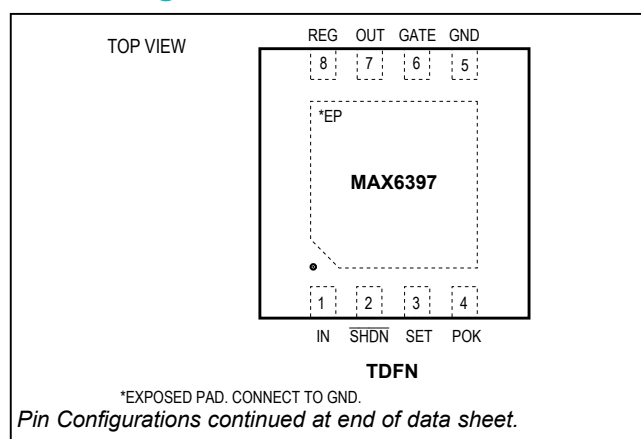 TOP VIEW
REG OUT GATE GND
8 7 6 5
*EP
MAX6397
1 2 3 4
IN SHDN SET POK
TDFN
*EXPOSED PAD. CONNECT TO GND.
Pin Configurations continued at end of data sheet.